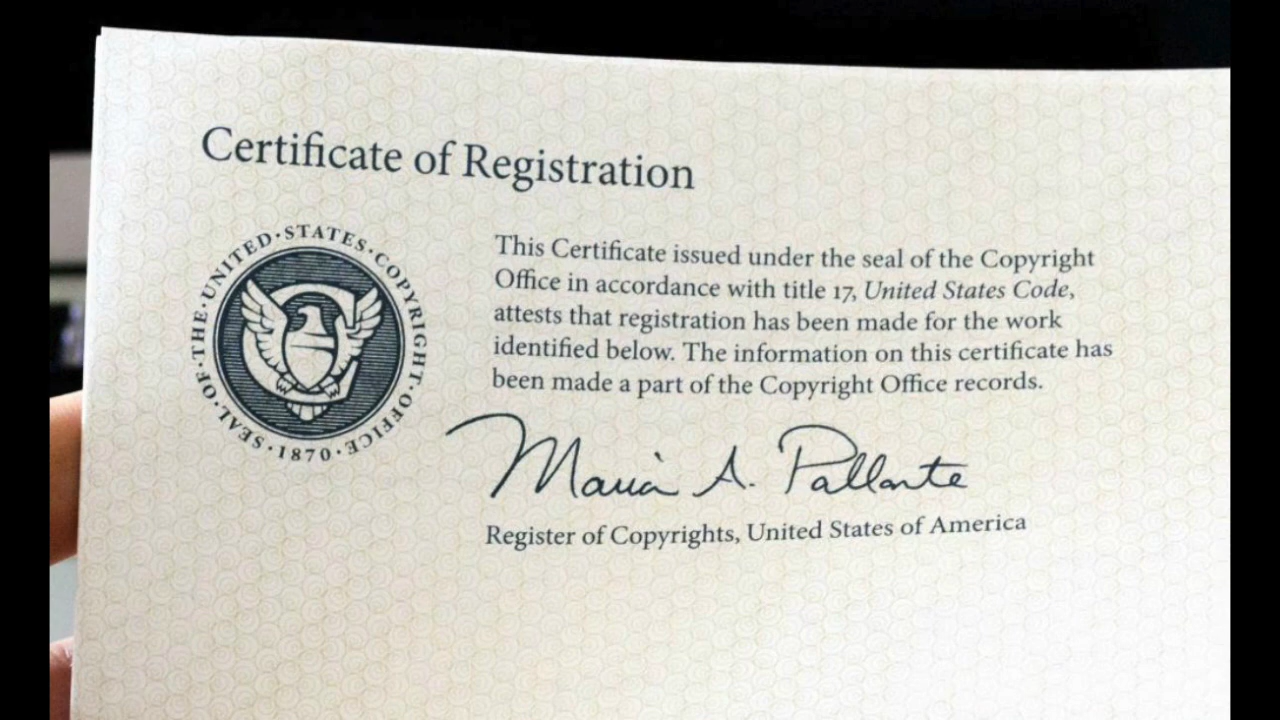 Certificate of Registration
·THE·UNITED·STATES·COPYRIGHT·OFFICE·1870·SEAL·OF
This Certificate issued under the seal of the Copyright
Office in accordance with title 17, United States Code,
attests that registration has been made for the work
identified below. The information on this certificate has
been made a part of the Copyright Office records.
Maria A. Pallante
Register of Copyrights, United States of America